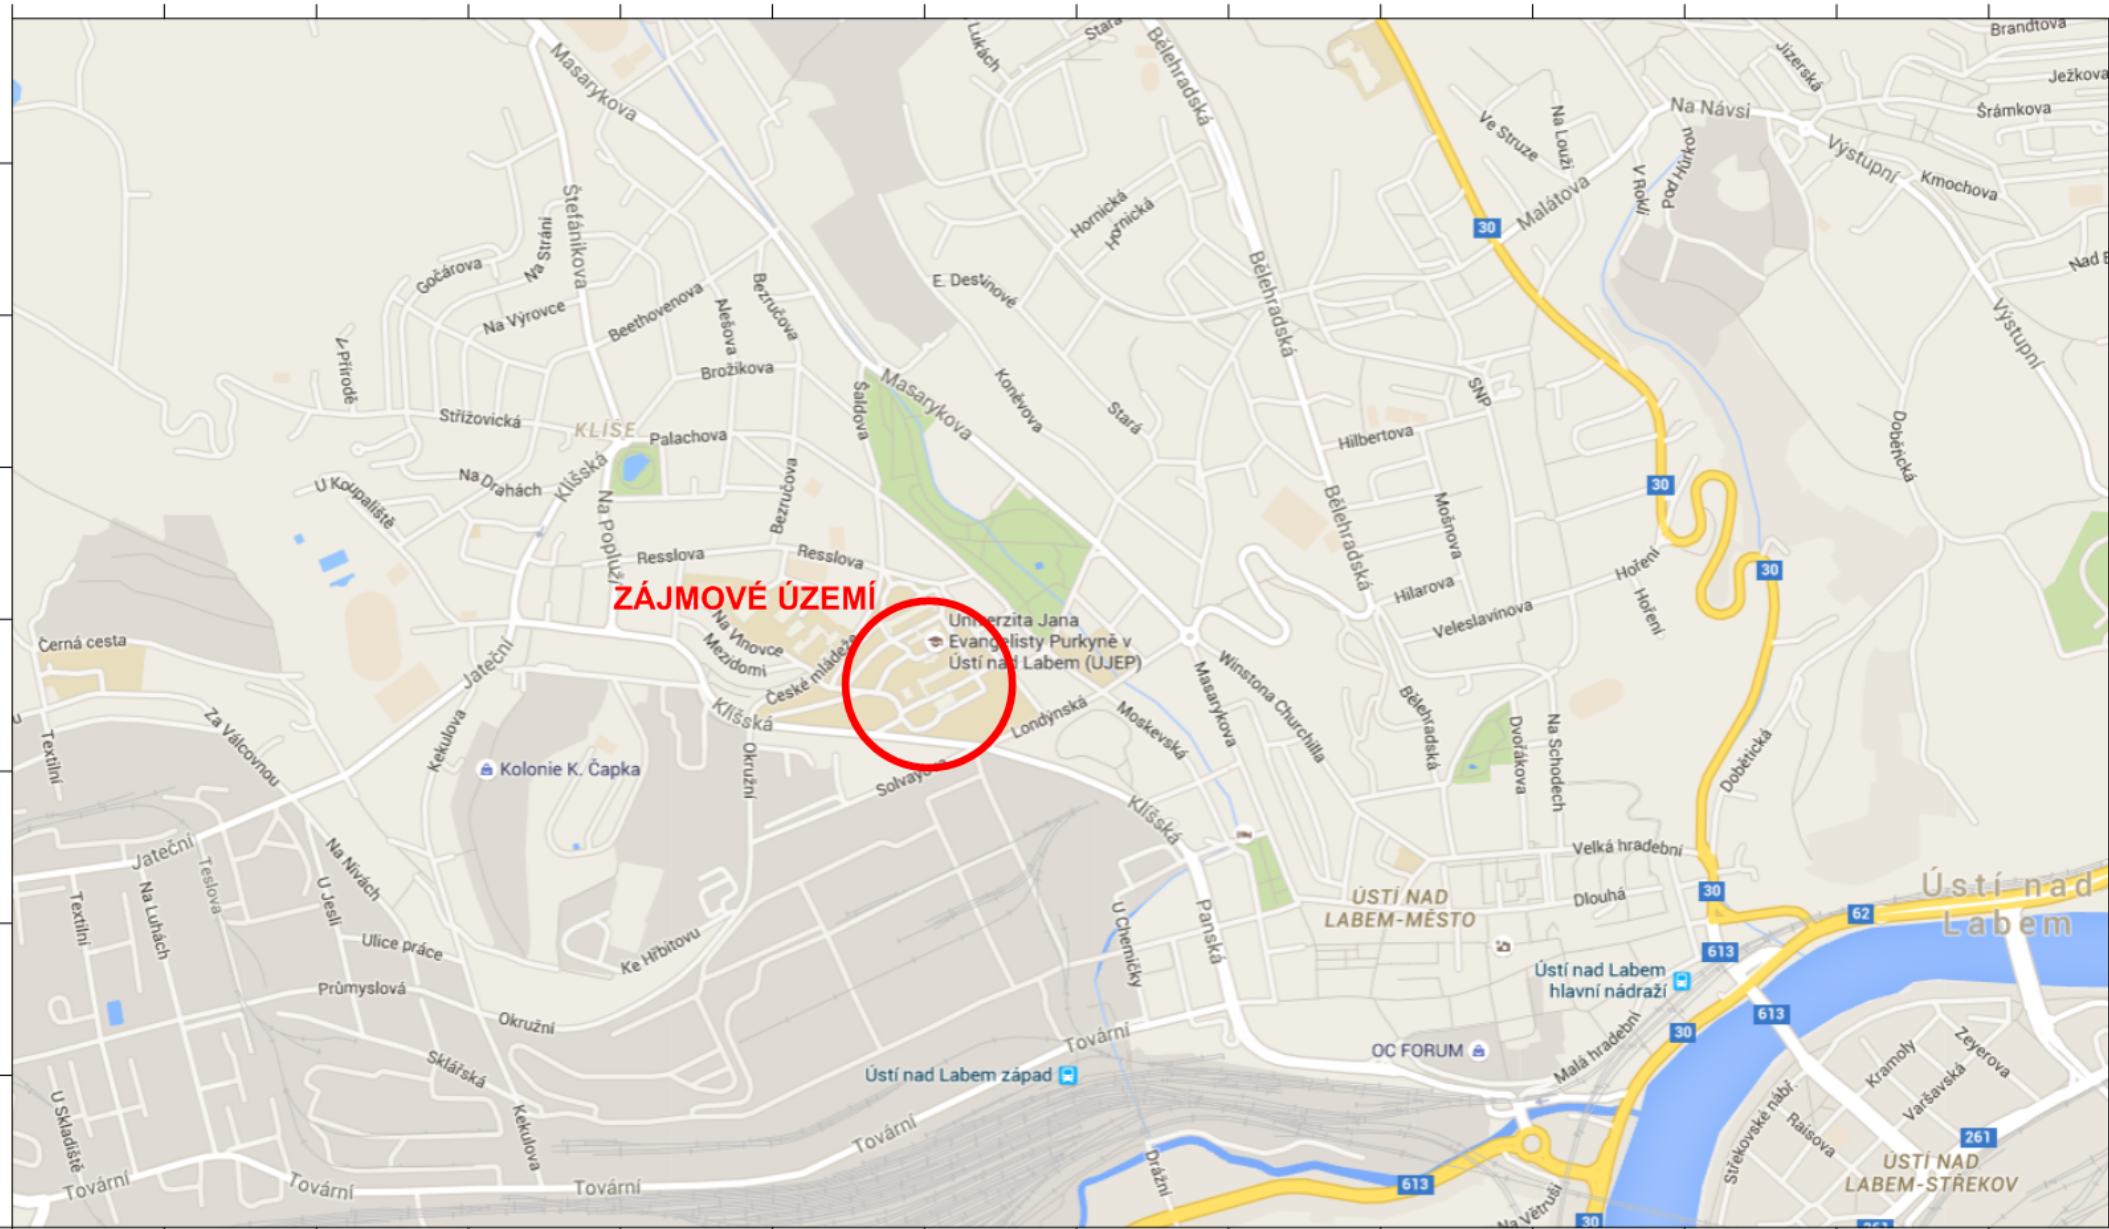 Brandtova
Lukách
Stará
Bělehradská
Masarykova
Jizerská
Ježkova
Na Návsi
Šrámkova
Ve Struze
Na Louži
Pod Hůrkou
V Rokli
Výstupní
Kmochova
Štefánikova
Hornická
Hornická
Malátova
30
Na Stráni
Gočárova
Bělehradská
E. Destinové
Bezručova
Beethovenova
Alešova
Na Výrovce
Výstupní
Brožíkova
Masarykova
Šaldova
Koněvova
Stará
SNP
Střížovická
KLÍŠE
Palachova
Hilbertova
Dobětická
Na Drahách
Klíšská
U Koupaliště
Na Popluží
Bezručova
30
Bělehradská
Mošnova
Resslova
Resslova
Hoření
30
ZÁJMOVÉ ÚZEMÍ
Hilarova
Hoření
Veleslavínova
Univerzita Jana
Evangelisty Purkyně v
Ústí nad Labem (UJEP)
Na Vinovce
Mezidomí
České mládeže
Černá cesta
Jateční
Klíšská
Londýnská
Moskevská
Masarykova
Winstona Churchilla
Bělehradská
Dvořákova
Na Schodech
Dobětická
Za Válcovnou
Textilní
Kekulova
Okružní
Kolonie K. Čapka
Solvayova
Klíšská
Jateční
Teslova
Na Nivách
Velká hradební
Textilní
Na Luhách
U Jeslí
Ulice práce
Ke Hřbitovu
U Chemičky
Panská
ÚSTÍ NAD
LABEM-MĚSTO
Dlouhá
30
62
Ústí nad
Labem
613
Ústí nad Labem
hlavní nádraží
Průmyslová
Okružní
613
30
Tovární
OC FORUM
Malá hradební
Sklářská
Ústí nad Labem západ
Kramoly
Zeyerova
Varšavská
Střekovské nábř.
Raisova
261
U Skladiště
Kekulova
Tovární
Drážní
Tovární
Tovární
Tovární
613
Na Větruši
30
ÚSTÍ NAD
LABEM-STŘEKOV
261